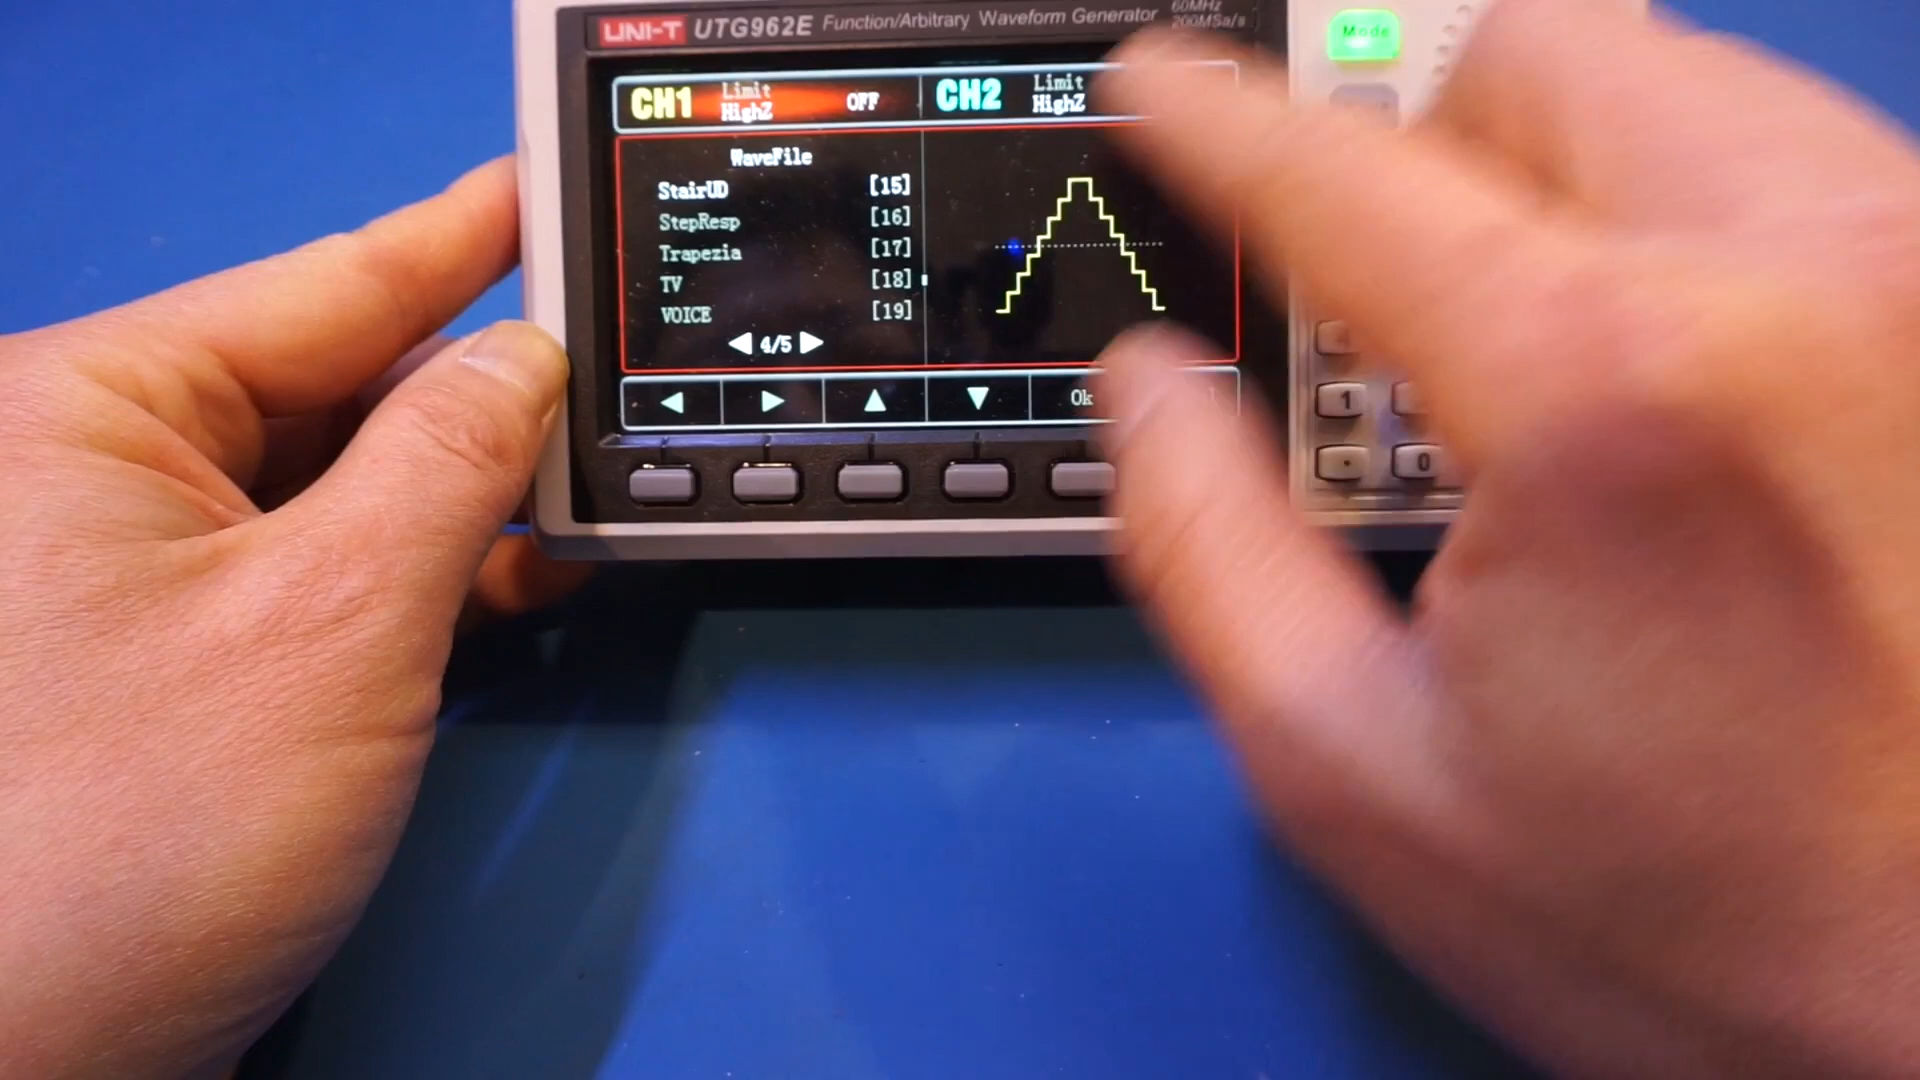 UNI-T UTG962E Function/Arbitrary Waveform Generator
60MHz
200MSa/s
Mode
CH1 Limit HighZ OFF
CH2 Limit HighZ
WaveFile
StairUD [15]
StepResp [16]
Trapezia [17]
TV [18]
VOICE [19]
4/5
Ok
1
. 0